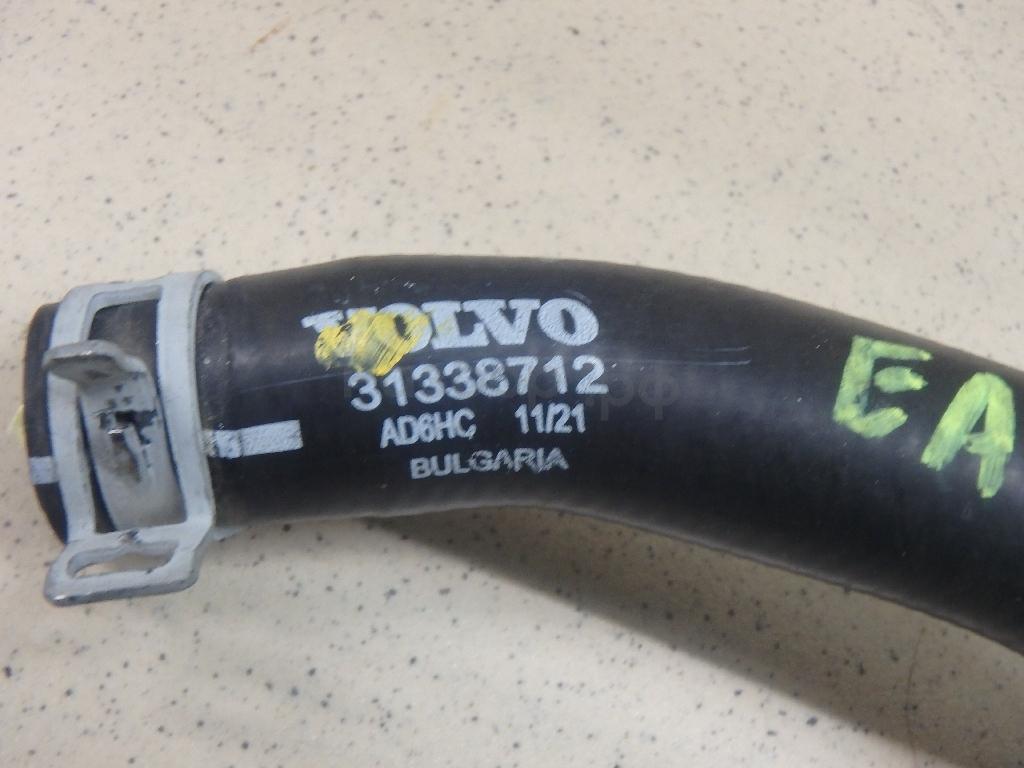 VOLVO
31338712
AD6HC 11/21
BULGARIA
EA